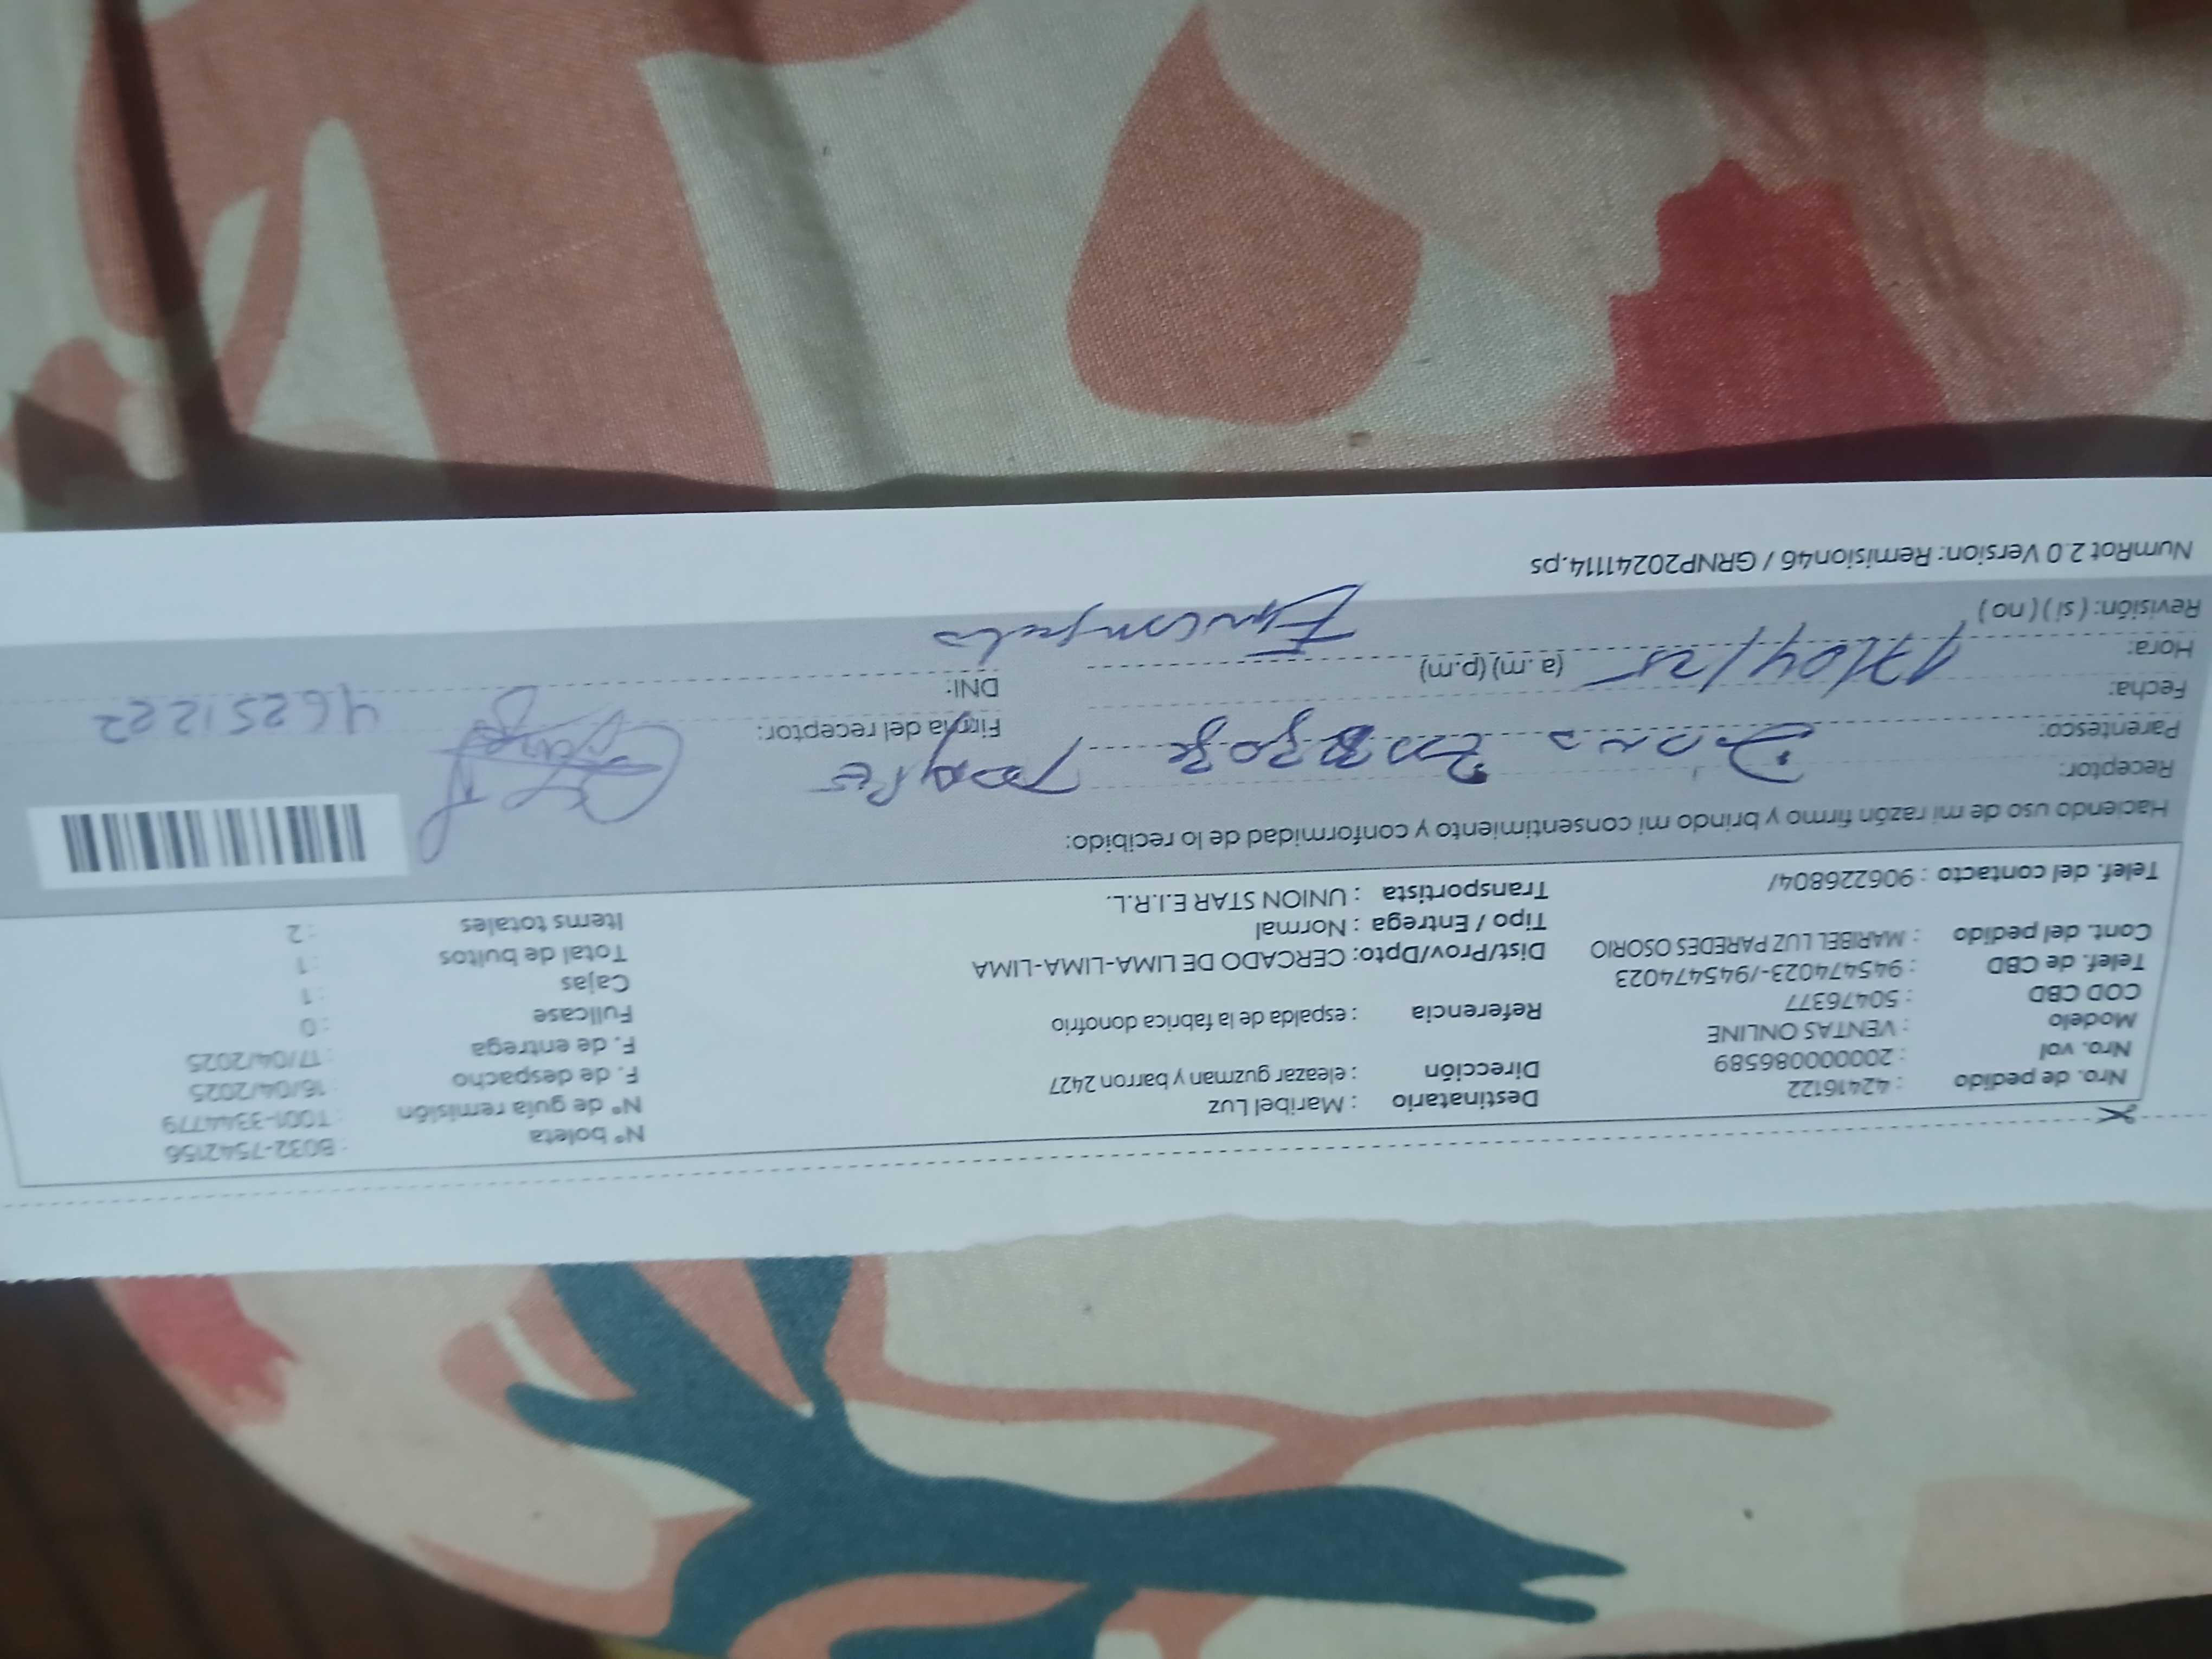 Nro. de pedido : 42416122
Nro. vol : 2000000086589
Modelo : VENTAS ONLINE
COD CBD : 50476377
Telef. de CBD : 945474023-/945474023
Cont. del pedido : MARIBEL LUZ PAREDES OSORIO
Telef. del contacto : 906226804/
Destinatario : Maribel Luz
Dirección : eleazar guzman y barron 2427
Referencia : espalda de la fabrica donofrio
Dist/Prov/Dpto: CERCADO DE LIMA-LIMA-LIMA
Tipo / Entrega : Normal
Transportista : UNION STAR E.I.R.L.
N° boleta : B032-7542156
N° de guía remisión : T001-3344779
F. de despacho : 16/04/2025
F. de entrega : 17/04/2025
Fullcase : 0
Cajas : 1
Total de bultos : 1
Items totales : 2
Haciendo uso de mi razón firmo y brindo mi consentimiento y conformidad de lo recibido:
Receptor:
Parentesco:
Fecha: 17/04/25
Hora: (a.m) (p.m)
Revisión: ( si ) ( no )
Firma del receptor:
DNI: 46251222
NumRot 2.0 Version: Remision46 / GRNP20241114.ps